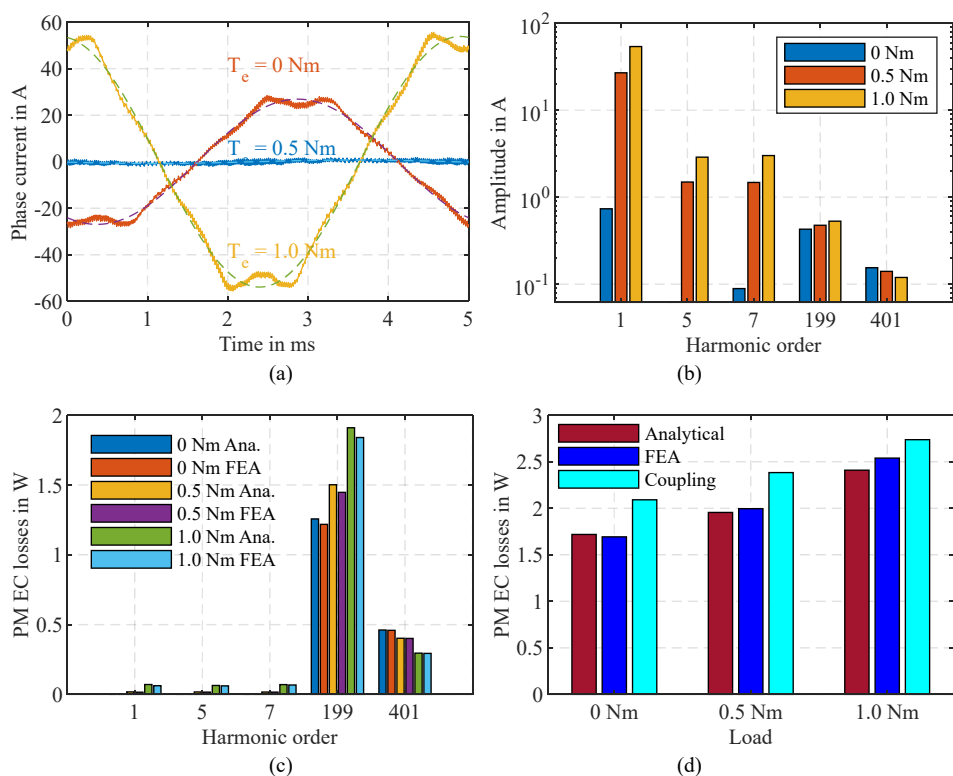 60
40
20
0
-20
-40
-60
Phase current in A
T_e = 0 Nm
T = 0.5 Nm
T_e = 1.0 Nm
0 1 2 3 4 5
Time in ms
(a)
10^2
10^1
10^0
10^-1
Amplitude in A
0 Nm
0.5 Nm
1.0 Nm
1 5 7 199 401
Harmonic order
(b)
2
1.5
1
0.5
0
PM EC losses in W
0 Nm Ana.
0 Nm FEA
0.5 Nm Ana.
0.5 Nm FEA
1.0 Nm Ana.
1.0 Nm FEA
1 5 7 199 401
Harmonic order
(c)
3
2.5
2
1.5
1
0.5
0
PM EC losses in W
Analytical
FEA
Coupling
0 Nm 0.5 Nm 1.0 Nm
Load
(d)